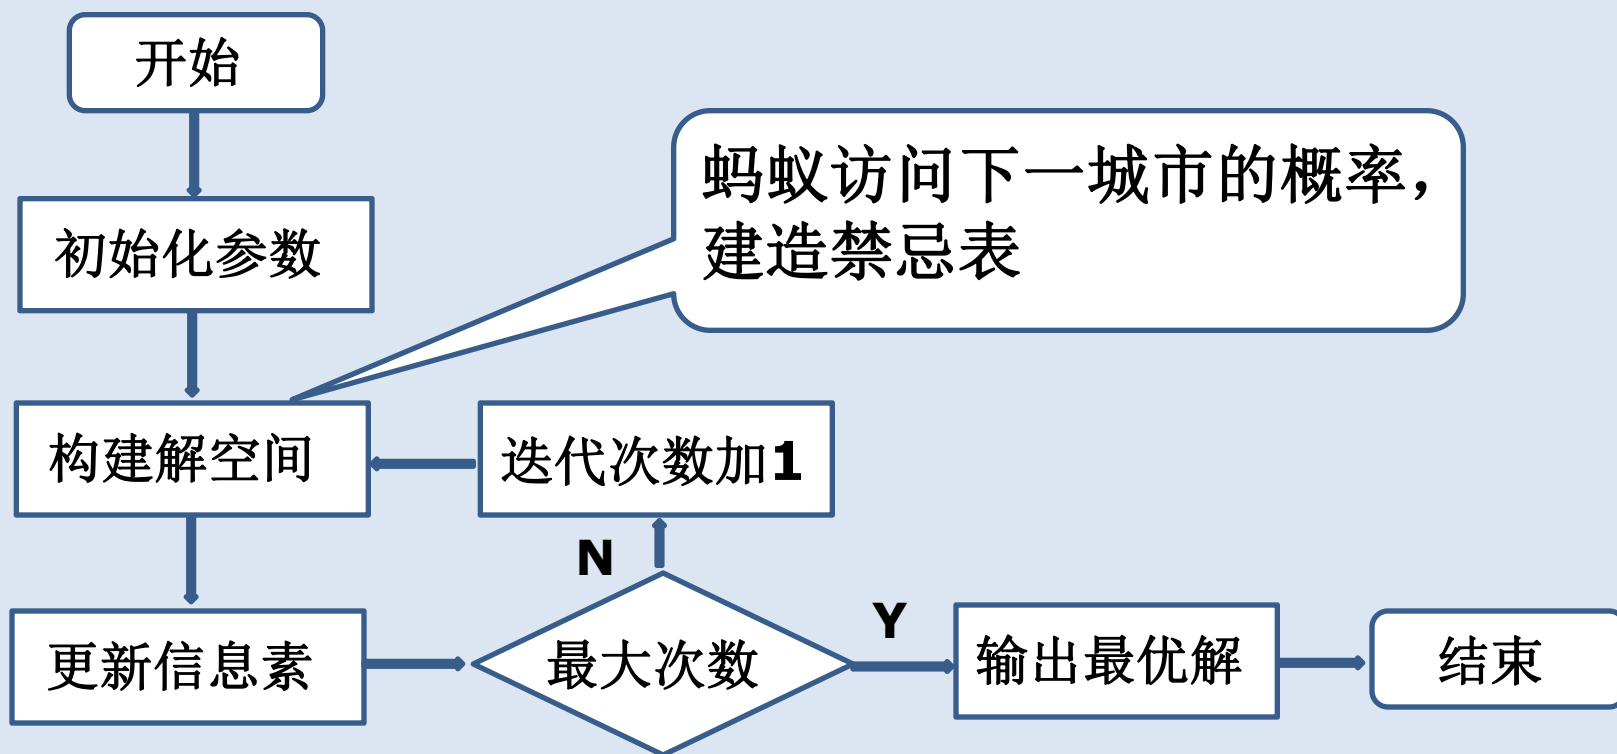 开始
初始化参数
蚂蚁访问下一城市的概率,
建造禁忌表
构建解空间
迭代次数加1
N
更新信息素
最大次数
Y
输出最优解
结束